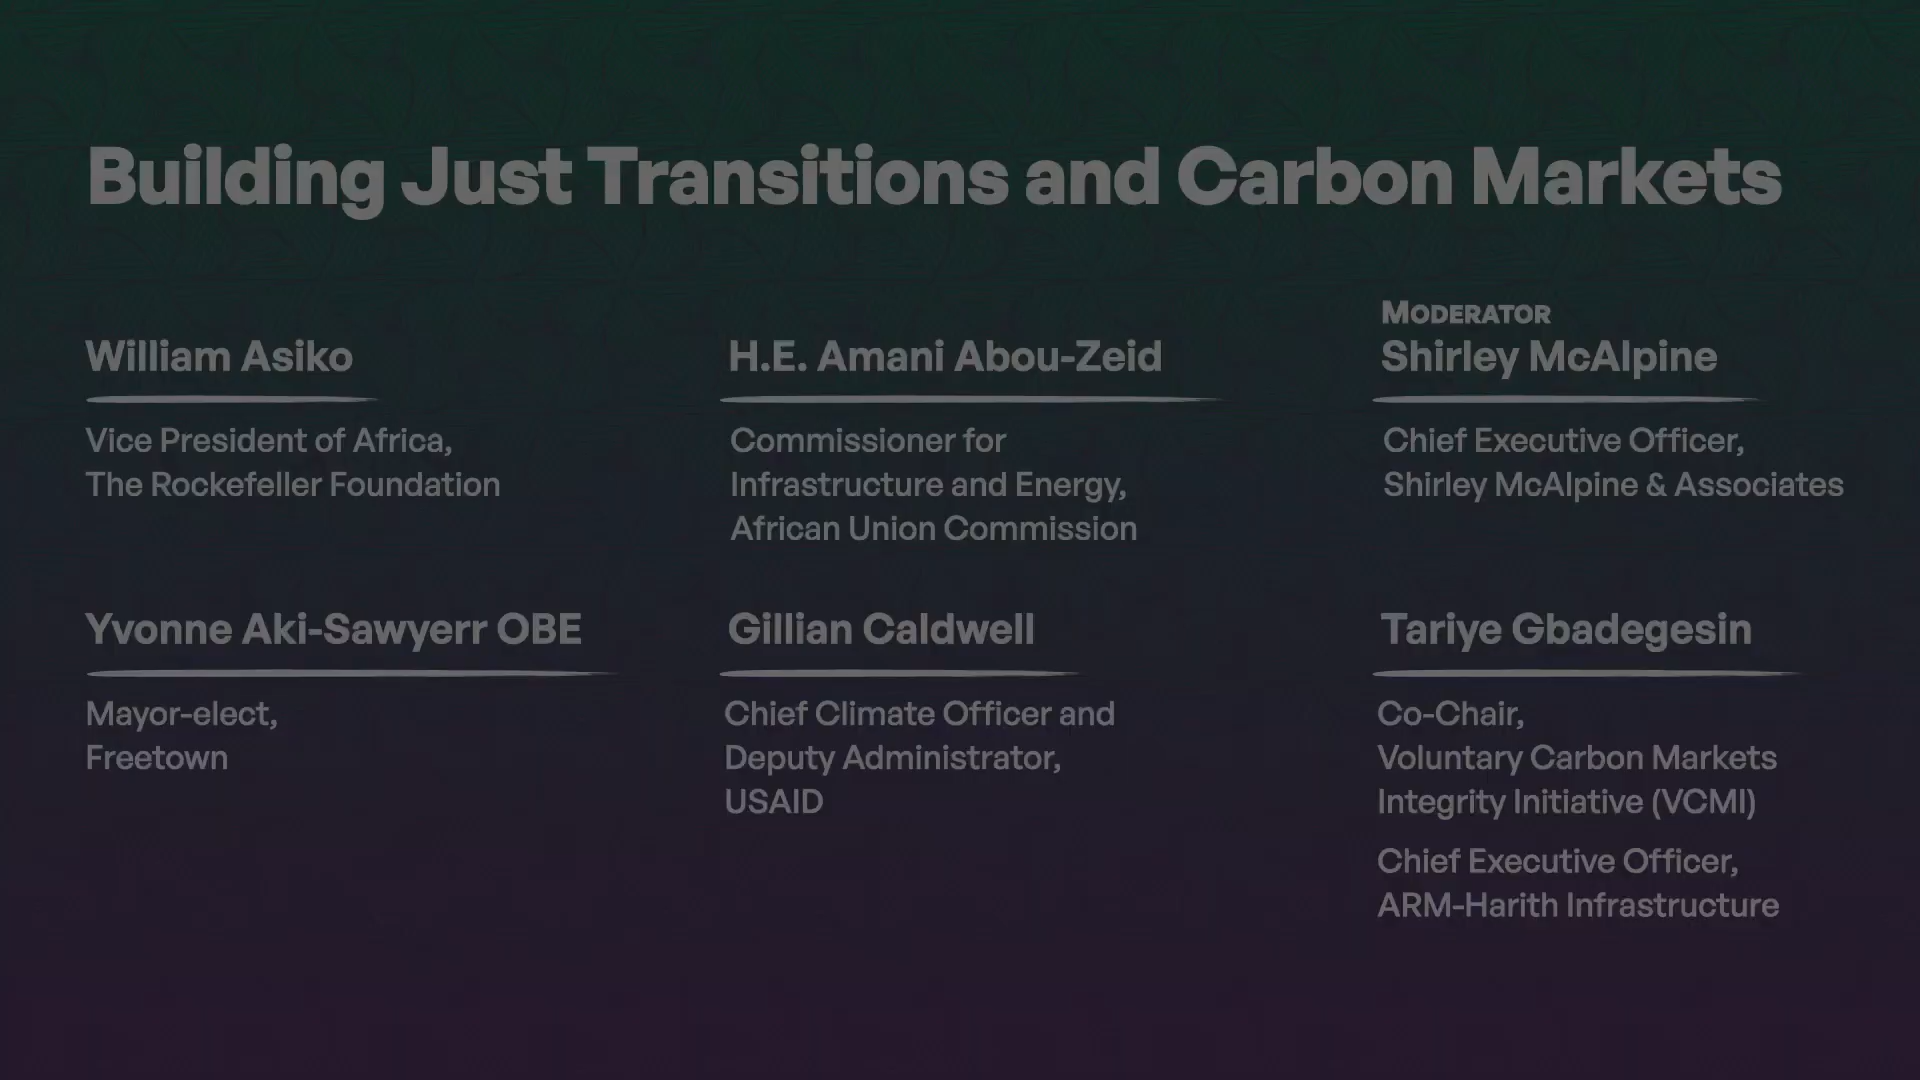 Building Just Transitions and Carbon Markets
William Asiko
Vice President of Africa,
The Rockefeller Foundation
H.E. Amani Abou-Zeid
Commissioner for
Infrastructure and Energy,
African Union Commission
MODERATOR
Shirley McAlpine
Chief Executive Officer,
Shirley McAlpine & Associates
Yvonne Aki-Sawyerr OBE
Mayor-elect,
Freetown
Gillian Caldwell
Chief Climate Officer and
Deputy Administrator,
USAID
Tariye Gbadegesin
Co-Chair,
Voluntary Carbon Markets
Integrity Initiative (VCMI)
Chief Executive Officer,
ARM-Harith Infrastructure